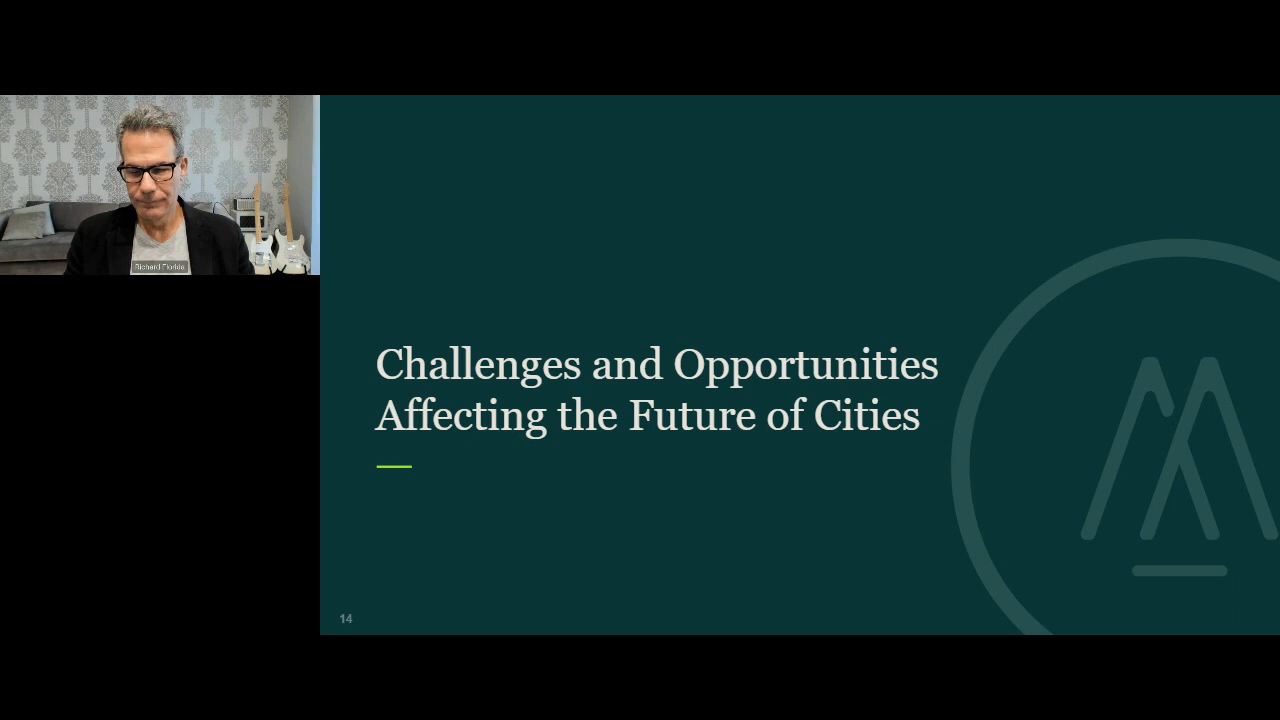 Richard Florida
Challenges and Opportunities
Affecting the Future of Cities
14